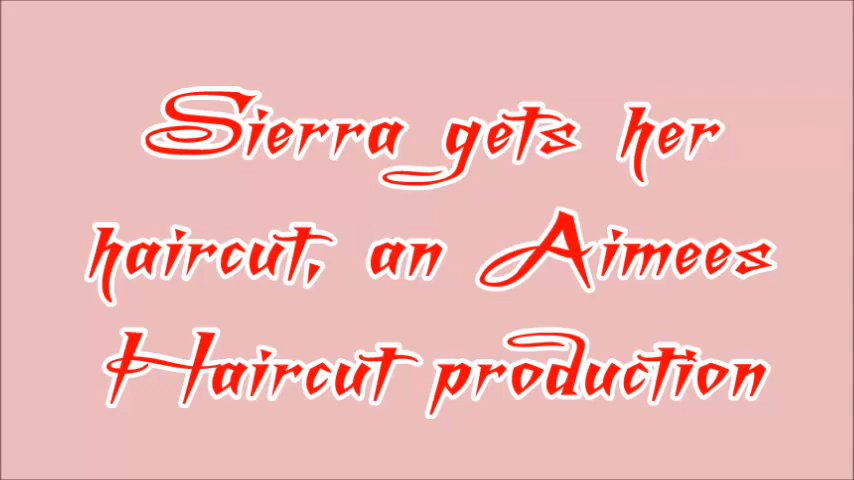 Sierra gets her
haircut, an Aimees
Haircut production